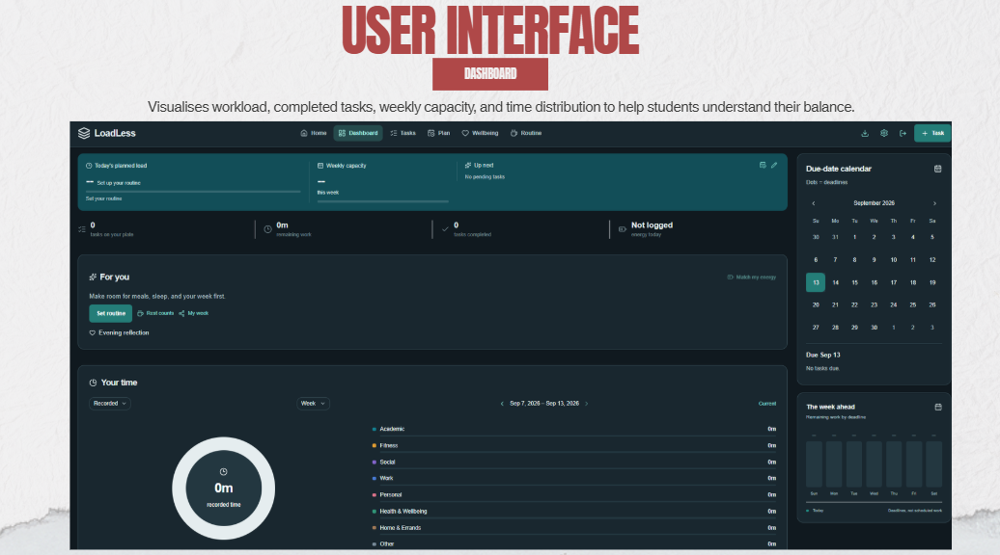 USER INTERFACE
DASHBOARD
Visualises workload, completed tasks, weekly capacity, and time distribution to help students understand their balance.
LoadLess
Home Dashboard Tasks Plan Wellbeing Routine
+ Task
Today's planned load
-- Set up your routine
Set your routine
Weekly capacity
--
this week
Up next
No pending tasks
0
tasks on your plate
0m
remaining work
0
tasks completed
Not logged
energy today
For you
Match my energy
Make room for meals, sleep, and your week first.
Set routine Rest counts My week
Evening reflection
Your time
Recorded Week < Sep 7, 2026 – Sep 13, 2026 > Current
0m
recorded time
Academic 0m
Fitness 0m
Social 0m
Work 0m
Personal 0m
Health & Wellbeing 0m
Home & Errands 0m
Other 0m
Due-date calendar
Dots = deadlines
< September 2026 >
Su Mo Tu We Th Fr Sa
30 31 1 2 3 4 5
6 7 8 9 10 11 12
13 14 15 16 17 18 19
20 21 22 23 24 25 26
27 28 29 30 1 2 3
Due Sep 13
No tasks due
The week ahead
Remaining work by deadline
Sun Mon Tue Wed Thu Fri Sat
Today Deadlines, not scheduled work